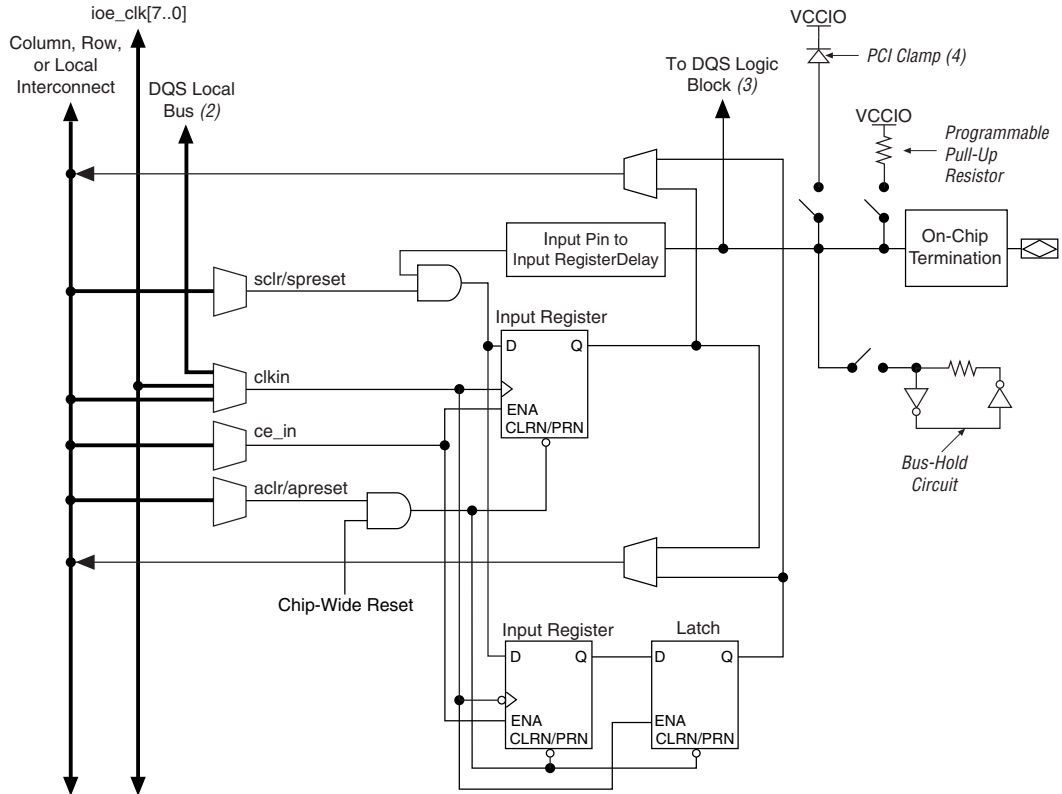 ioe_clk[7..0]
Column, Row,
or Local
Interconnect
DQS Local
Bus (2)
To DQS Logic
Block (3)
VCCIO
PCI Clamp (4)
VCCIO
Programmable
Pull-Up
Resistor
Input Pin to
Input RegisterDelay
On-Chip
Termination
sclr/spreset
Input Register
D
Q
clkin
ENA
CLRN/PRN
ce_in
Bus-Hold
Circuit
aclr/apreset
Chip-Wide Reset
Input Register
D
Q
ENA
CLRN/PRN
Latch
D
Q
ENA
CLRN/PRN